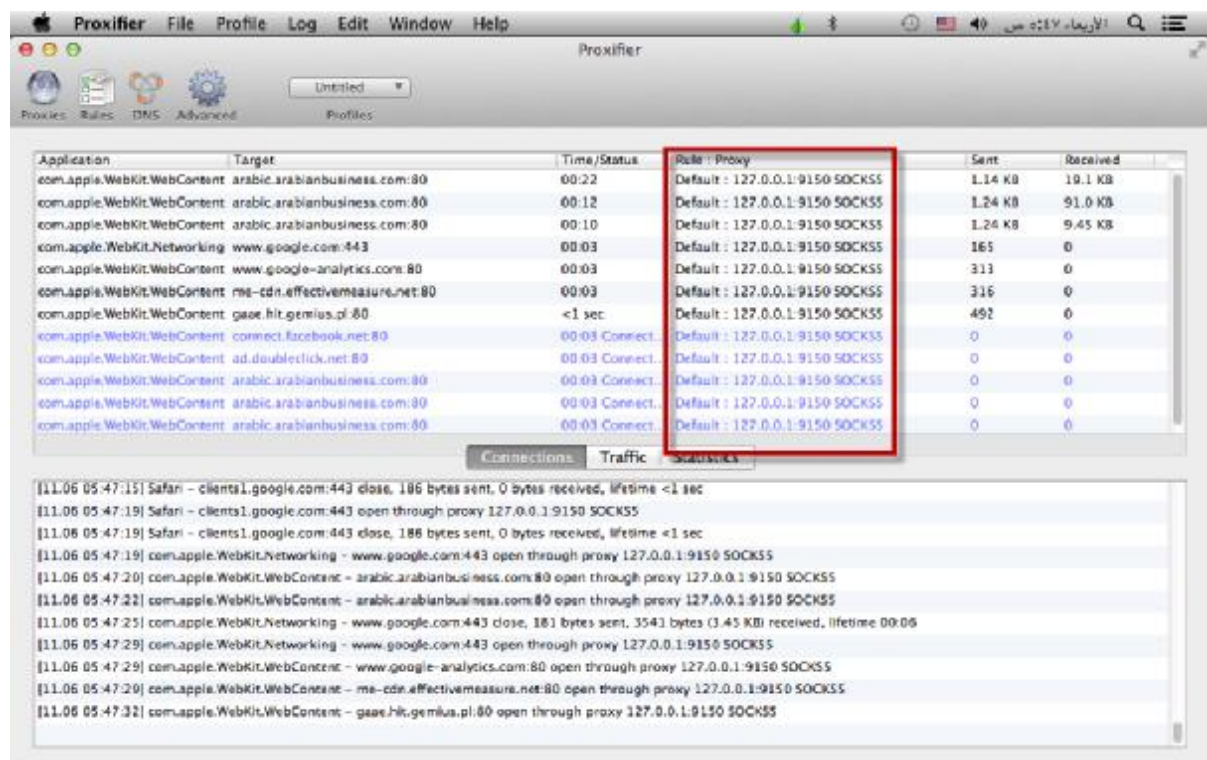 Proxifier File Profile Log Edit Window Help الأربعاء ٥:٤٧ ص
Proxifier
Untitled
Proxies Rules DNS Advanced Profiles
Application Target Time/Status Rule : Proxy Sent Received
com.apple.WebKit.WebContent arabic.arabianbusiness.com:80 00:22 Default : 127.0.0.1:9150 SOCKS5 1.14 KB 19.1 KB
com.apple.WebKit.WebContent arabic.arabianbusiness.com:80 00:12 Default : 127.0.0.1:9150 SOCKS5 1.24 KB 91.0 KB
com.apple.WebKit.WebContent arabic.arabianbusiness.com:80 00:10 Default : 127.0.0.1:9150 SOCKS5 1.24 KB 9.45 KB
com.apple.WebKit.Networking www.google.com:443 00:03 Default : 127.0.0.1:9150 SOCKS5 165 0
com.apple.WebKit.WebContent www.google-analytics.com:80 00:03 Default : 127.0.0.1:9150 SOCKS5 313 0
com.apple.WebKit.WebContent me-cdn.effectivemeasure.net:80 00:03 Default : 127.0.0.1:9150 SOCKS5 316 0
com.apple.WebKit.WebContent gaae.hit.gemius.pl:80 <1 sec Default : 127.0.0.1:9150 SOCKS5 492 0
com.apple.WebKit.WebContent connect.facebook.net:80 00:03 Connect... Default : 127.0.0.1:9150 SOCKS5 0 0
com.apple.WebKit.WebContent ad.doubleclick.net:80 00:03 Connect... Default : 127.0.0.1:9150 SOCKS5 0 0
com.apple.WebKit.WebContent arabic.arabianbusiness.com:80 00:03 Connect... Default : 127.0.0.1:9150 SOCKS5 0 0
com.apple.WebKit.WebContent arabic.arabianbusiness.com:80 00:03 Connect... Default : 127.0.0.1:9150 SOCKS5 0 0
com.apple.WebKit.WebContent arabic.arabianbusiness.com:80 00:03 Connect... Default : 127.0.0.1:9150 SOCKS5 0 0
Connections Traffic Statistics
[11.06 05:47:15] Safari - clients1.google.com:443 close, 186 bytes sent, 0 bytes received, lifetime <1 sec
[11.06 05:47:19] Safari - clients1.google.com:443 open through proxy 127.0.0.1:9150 SOCKS5
[11.06 05:47:19] Safari - clients1.google.com:443 close, 186 bytes sent, 0 bytes received, lifetime <1 sec
[11.06 05:47:19] com.apple.WebKit.Networking - www.google.com:443 open through proxy 127.0.0.1:9150 SOCKS5
[11.06 05:47:20] com.apple.WebKit.WebContent - arabic.arabianbusiness.com:80 open through proxy 127.0.0.1:9150 SOCKS5
[11.06 05:47:22] com.apple.WebKit.WebContent - arabic.arabianbusiness.com:80 open through proxy 127.0.0.1:9150 SOCKS5
[11.06 05:47:25] com.apple.WebKit.Networking - www.google.com:443 close, 181 bytes sent, 3541 bytes (3.45 KB) received, lifetime 00:06
[11.06 05:47:29] com.apple.WebKit.Networking - www.google.com:443 open through proxy 127.0.0.1:9150 SOCKS5
[11.06 05:47:29] com.apple.WebKit.WebContent - www.google-analytics.com:80 open through proxy 127.0.0.1:9150 SOCKS5
[11.06 05:47:29] com.apple.WebKit.WebContent - me-cdn.effectivemeasure.net:80 open through proxy 127.0.0.1:9150 SOCKS5
[11.06 05:47:32] com.apple.WebKit.WebContent - gaae.hit.gemius.pl:80 open through proxy 127.0.0.1:9150 SOCKS5